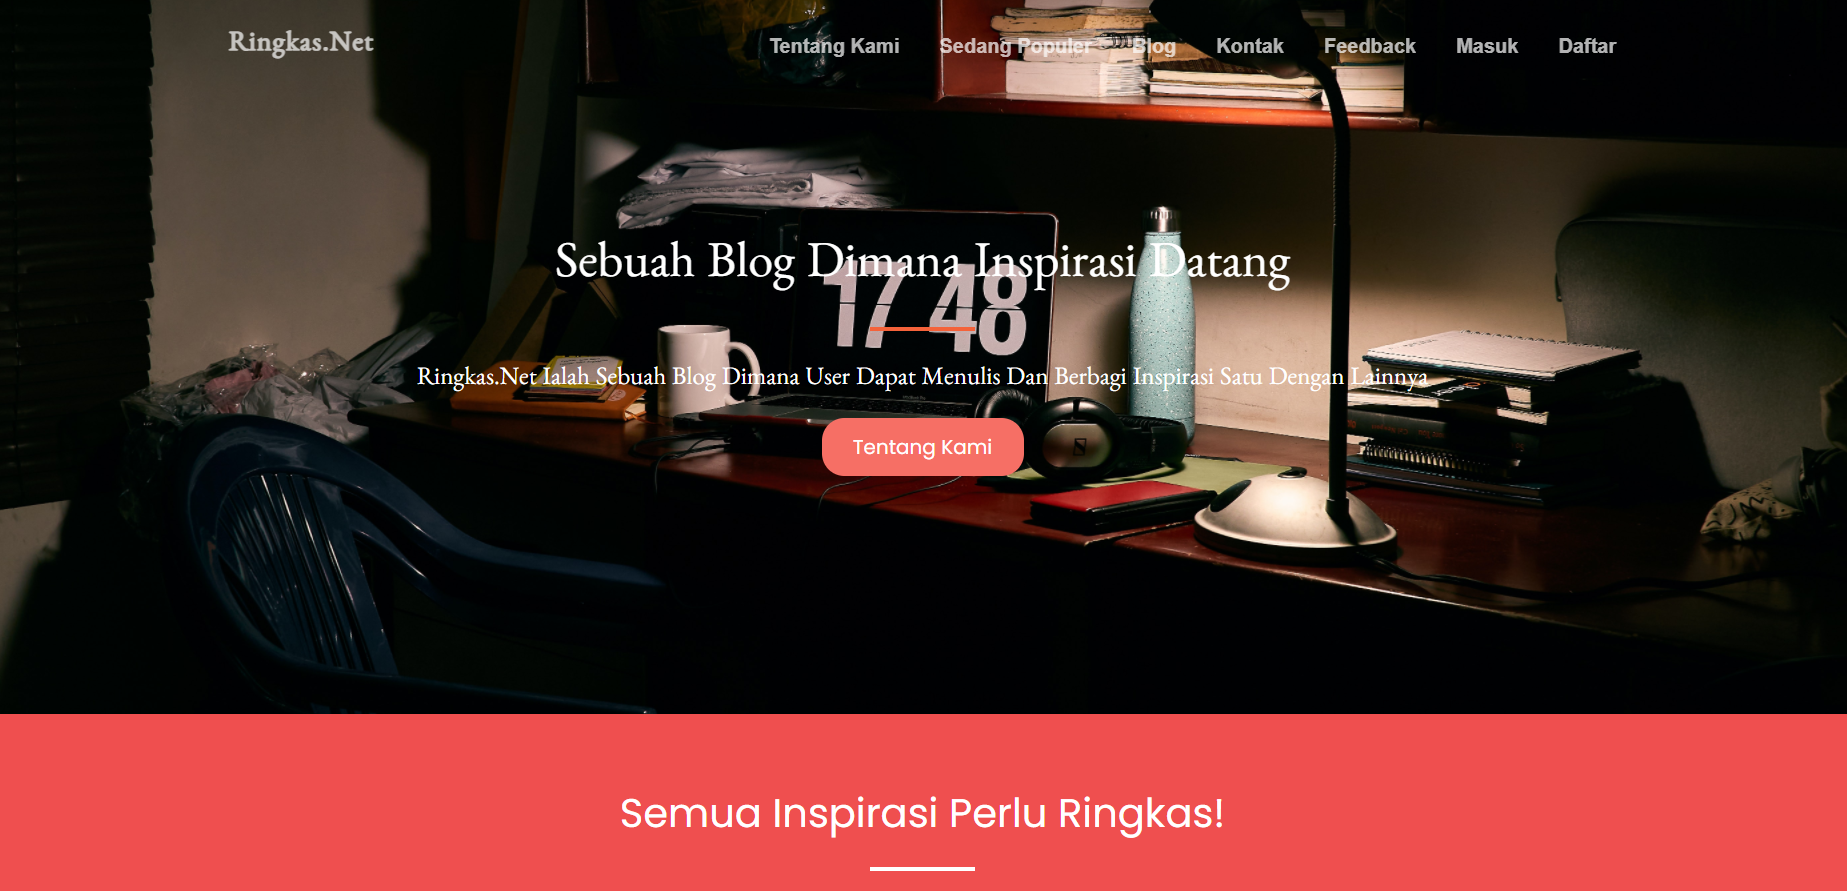 Ringkas.Net
Tentang Kami Sedang Populer Blog Kontak Feedback Masuk Daftar
Sebuah Blog Dimana Inspirasi Datang
17 48
Ringkas.Net Ialah Sebuah Blog Dimana User Dapat Menulis Dan Berbagi Inspirasi Satu Dengan Lainnya
Tentang Kami
Semua Inspirasi Perlu Ringkas!